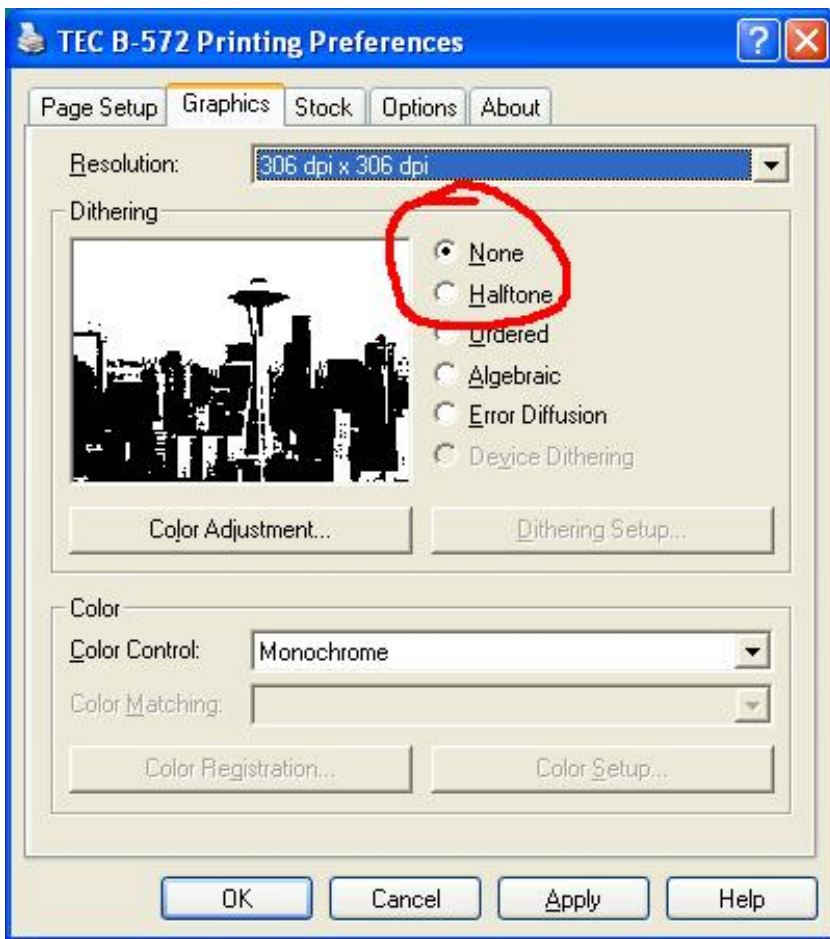 TEC B-572 Printing Preferences
Page Setup Graphics Stock Options About
Resolution: 306 dpi x 306 dpi
Dithering
None
Halftone
Ordered
Algebraic
Error Diffusion
Device Dithering
Color Adjustment... Dithering Setup...
Color
Color Control: Monochrome
Color Matching:
Color Registration... Color Setup...
OK Cancel Apply Help